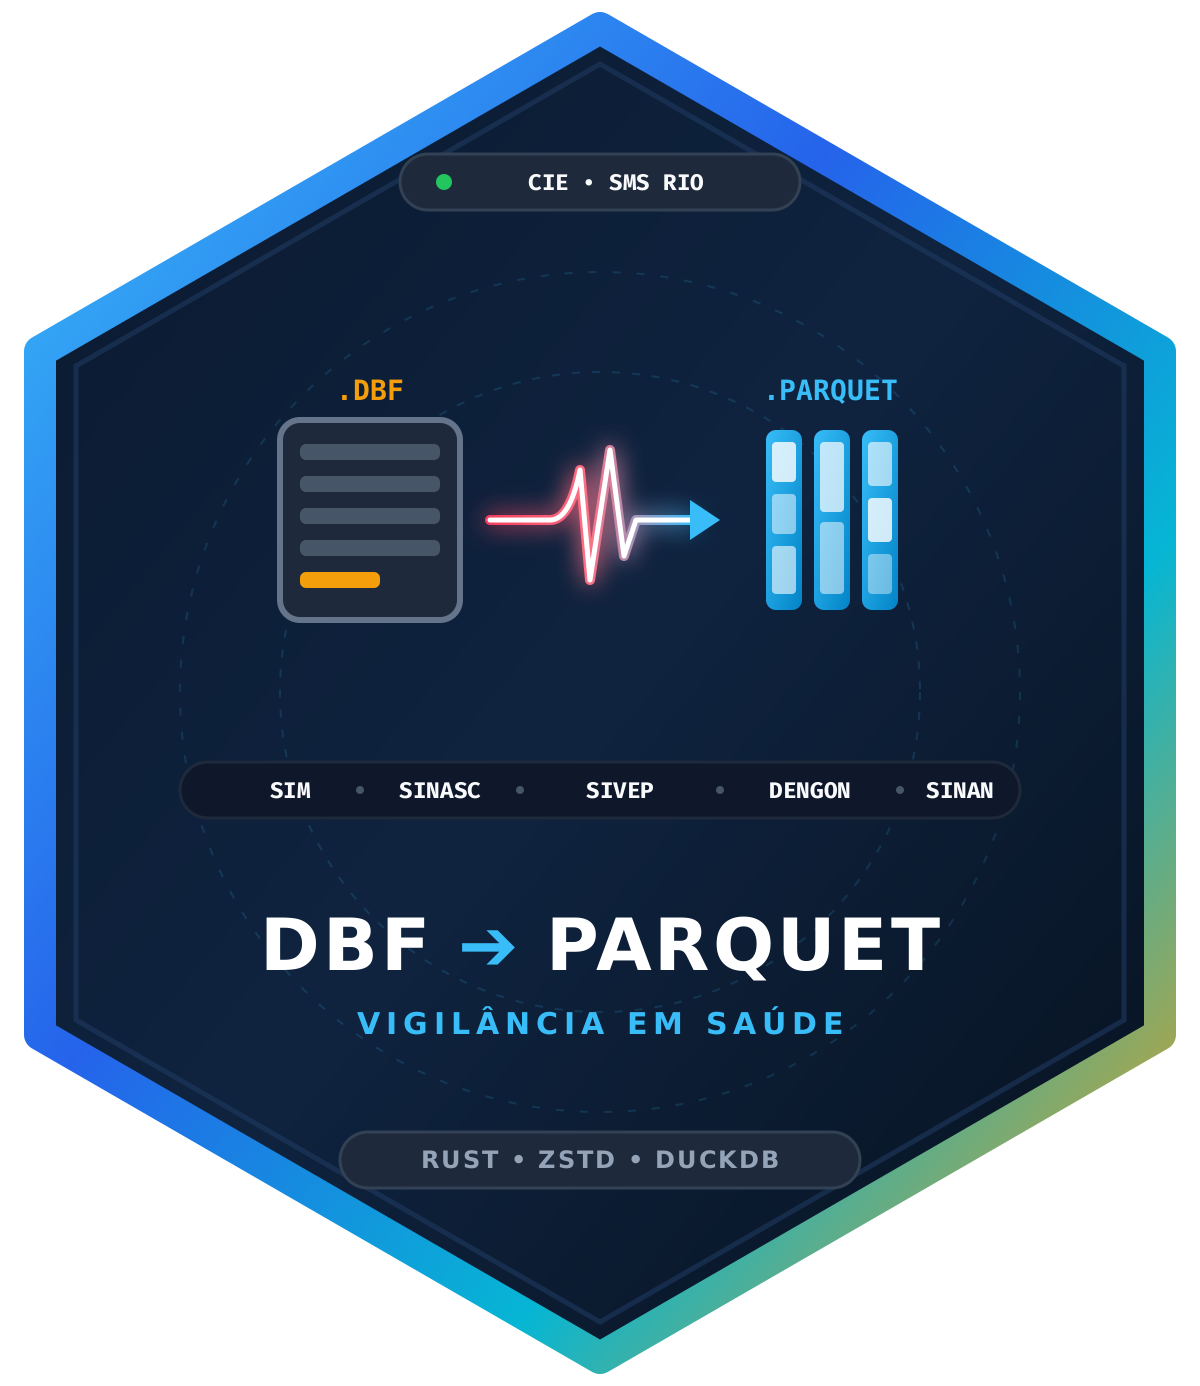 CIE • SMS RIO
.DBF .PARQUET
SIM • SINASC • SIVEP • DENGON • SINAN
DBF ➔ PARQUET
VIGILÂNCIA EM SAÚDE
RUST • ZSTD • DUCKDB